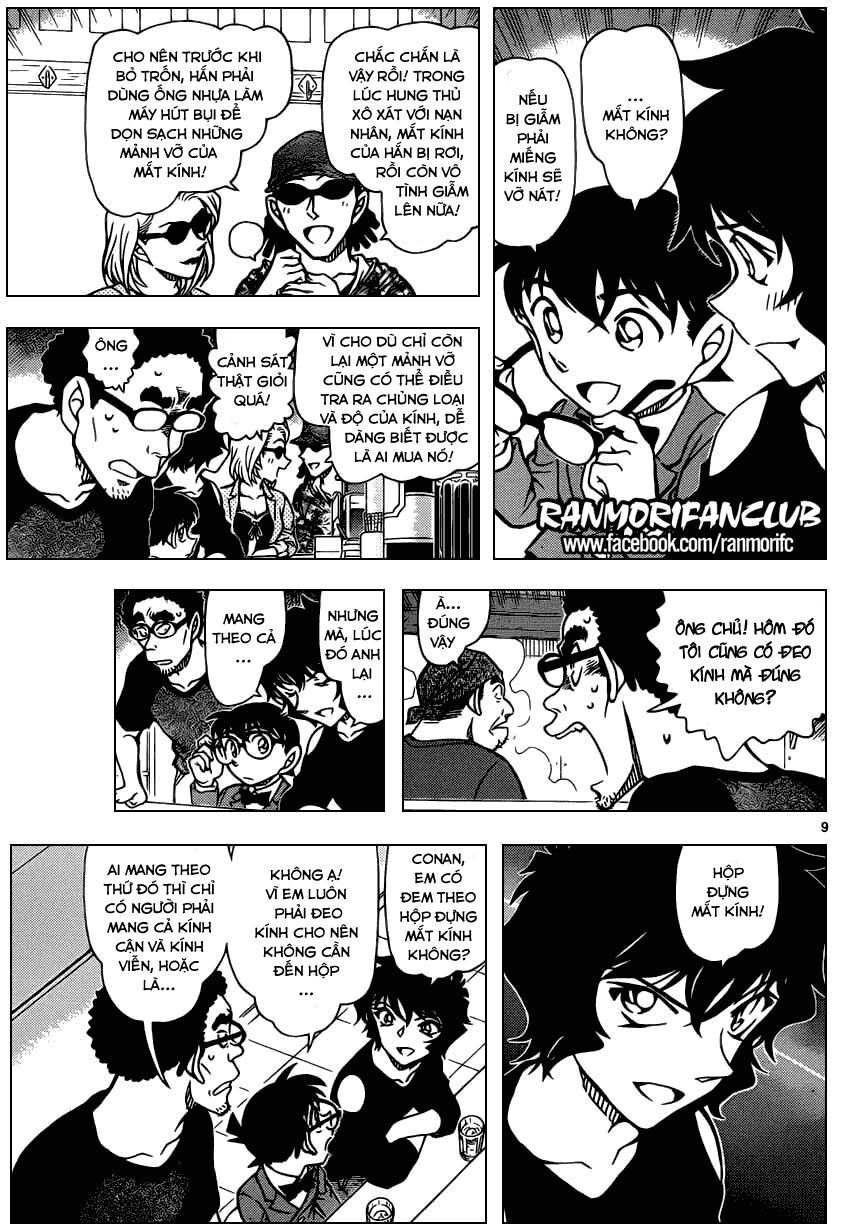 ...
MẮT KÍNH
KHÔNG?
NẾU
BỊ GIẪM
PHẢI
MIẾNG
KÍNH SẼ
VỠ NÁT!
CHẮC CHẮN LÀ
VẬY RỒI! TRONG
LÚC HUNG THỦ
XÔ XÁT VỚI NẠN
NHÂN, MẮT KÍNH
CỦA HẮN BỊ RƠI,
RỒI CÒN VÔ
TÌNH GIẪM
LÊN NỮA!
CHO NÊN TRƯỚC KHI
BỎ TRỐN, HẮN PHẢI
DÙNG ỐNG NHỰA LÀM
MÁY HÚT BỤI ĐỂ
DỌN SẠCH NHỮNG
MẢNH VỠ CỦA
MẮT KÍNH!
RANMORIFANCLUB
www.facebook.com/ranmorifc
VÌ CHO DÙ CHỈ CÒN
LẠI MỘT MẢNH VỠ
CŨNG CÓ THỂ ĐIỀU
TRA RA CHỦNG LOẠI
VÀ ĐỘ CỦA KÍNH, DỄ
DÀNG BIẾT ĐƯỢC
LÀ AI MUA NÓ!
CẢNH SÁT
THẬT GIỎI
QUÁ!
ÔNG
...
ÔNG CHỦ! HÔM ĐÓ
TÔI CŨNG CÓ ĐEO
KÍNH MÀ ĐÚNG
KHÔNG?
À...
ĐÚNG
VẬY
NHƯNG
MÀ, LÚC
ĐÓ ANH
LẠI
...
MANG
THEO CẢ
...
9
HỘP
ĐỰNG
MẮT KÍNH!
CONAN,
EM CÓ
ĐEM THEO
HỘP ĐỰNG
MẮT KÍNH
KHÔNG?
KHÔNG Ạ!
VÌ EM LUÔN
PHẢI ĐEO
KÍNH CHO NÊN
KHÔNG CẦN
ĐẾN HỘP
...
AI MANG THEO
THỨ ĐÓ THÌ CHỈ
CÓ NGƯỜI PHẢI
MANG CẢ KÍNH
CẬN VÀ KÍNH
VIỄN, HOẶC
LÀ...